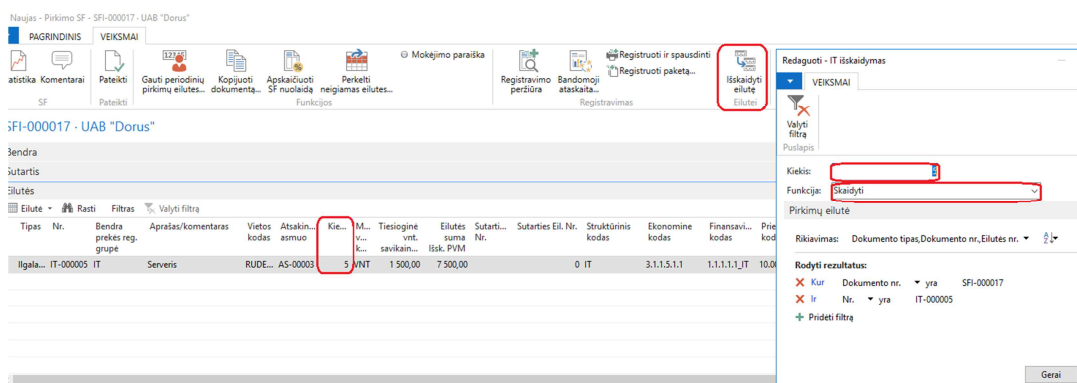 Naujas - Pirkimo SF - SFI-000017 · UAB "Dorus"
PAGRINDINIS VEIKSMAI
atistika Komentarai
SF
Pateikti
Pateikti
Gauti periodinių pirkimų eilutes...
Kopijuoti dokumentą...
Apskaičiuoti SF nuolaidą
Perkelti neigiamas eilutes...
Mokėjimo paraiška
Funkcijos
Registravimo peržiūra
Bandomoji ataskaita...
Registruoti ir spausdinti
Registruoti paketą...
Registravimas
Išskaidyti eilutę
Eilutei
SFI-000017 · UAB "Dorus"
Bendra
Sutartis
Eilutės
Eilutė Rasti Filtras Valyti filtrą
Tipas Nr. Bendra prekės reg. grupė Aprašas/komentaras Vietos kodas Atsakin... asmuo Kie... M... v... k... Tiesioginė vnt. savikain... Eilutės suma Išsk. PVM Sutarti... Nr. Sutarties Eil. Nr. Struktūrinis kodas Ekonominė kodas Finansavi... kodas Prie kod
Ilgala... IT-000005 IT Serveris RUDE... AS-00003 5 VNT 1 500,00 7 500,00 0 IT 3.1.1.5.1.1 1.1.1.1.1_IT 10.00
Redaguoti - IT išskaidymas
VEIKSMAI
Valyti filtrą
Puslapis
Kiekis:
Funkcija: Skaidyti
Pirkimų eilutė
Rikiavimas: Dokumento tipas,Dokumento nr.,Eilutės nr.
Rodyti rezultatus:
Kur Dokumento nr. yra SFI-000017
Ir Nr. yra IT-000005
Pridėti filtrą
Gerai